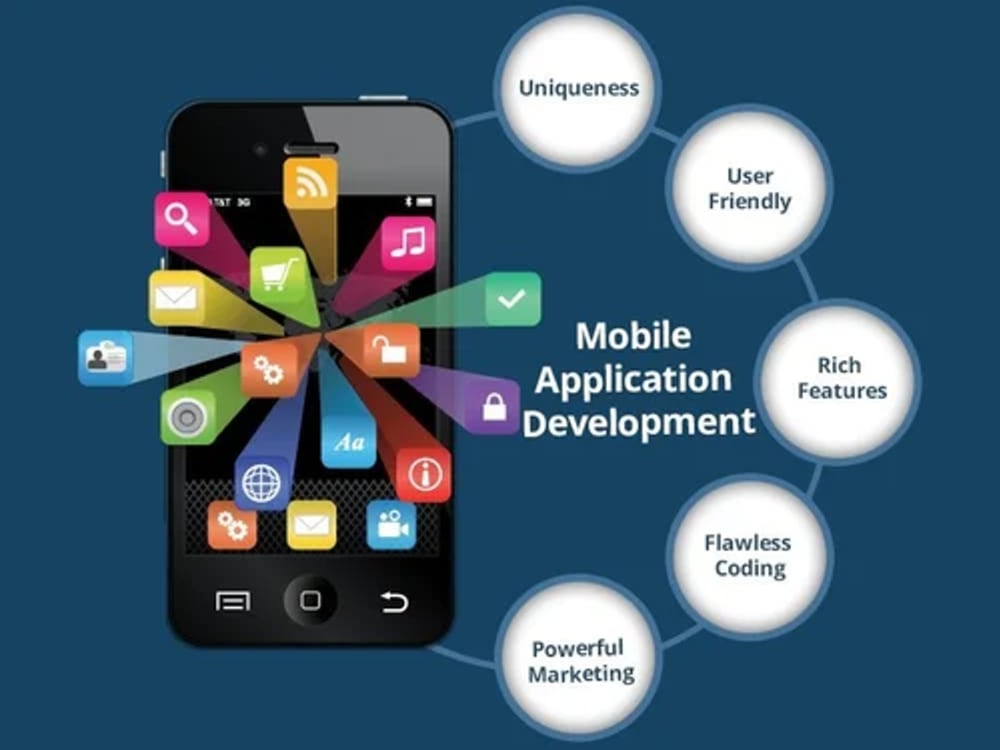 Uniqueness
User
Friendly
AT&T 3G
Mobile
Application
Development
Rich
Features
Aa
Flawless
Coding
Powerful
Marketing